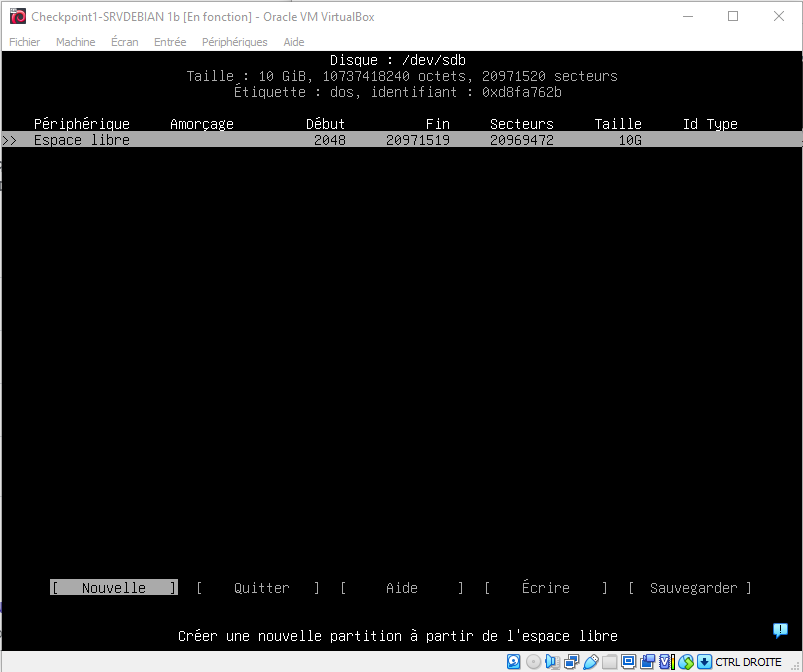 Checkpoint1-SRVDEBIAN 1b [En fonction] - Oracle VM VirtualBox
Fichier Machine Écran Entrée Périphériques Aide
Disque : /dev/sdb
Taille : 10 GiB, 10737418240 octets, 20971520 secteurs
Étiquette : dos, identifiant : 0xd8fa762b
Périphérique Amorçage Début Fin Secteurs Taille Id Type
>> Espace libre 2048 20971519 20969472 10G
[ Nouvelle ] [ Quitter ] [ Aide ] [ Écrire ] [ Sauvegarder ]
Créer une nouvelle partition à partir de l'espace libre
CTRL DROITE